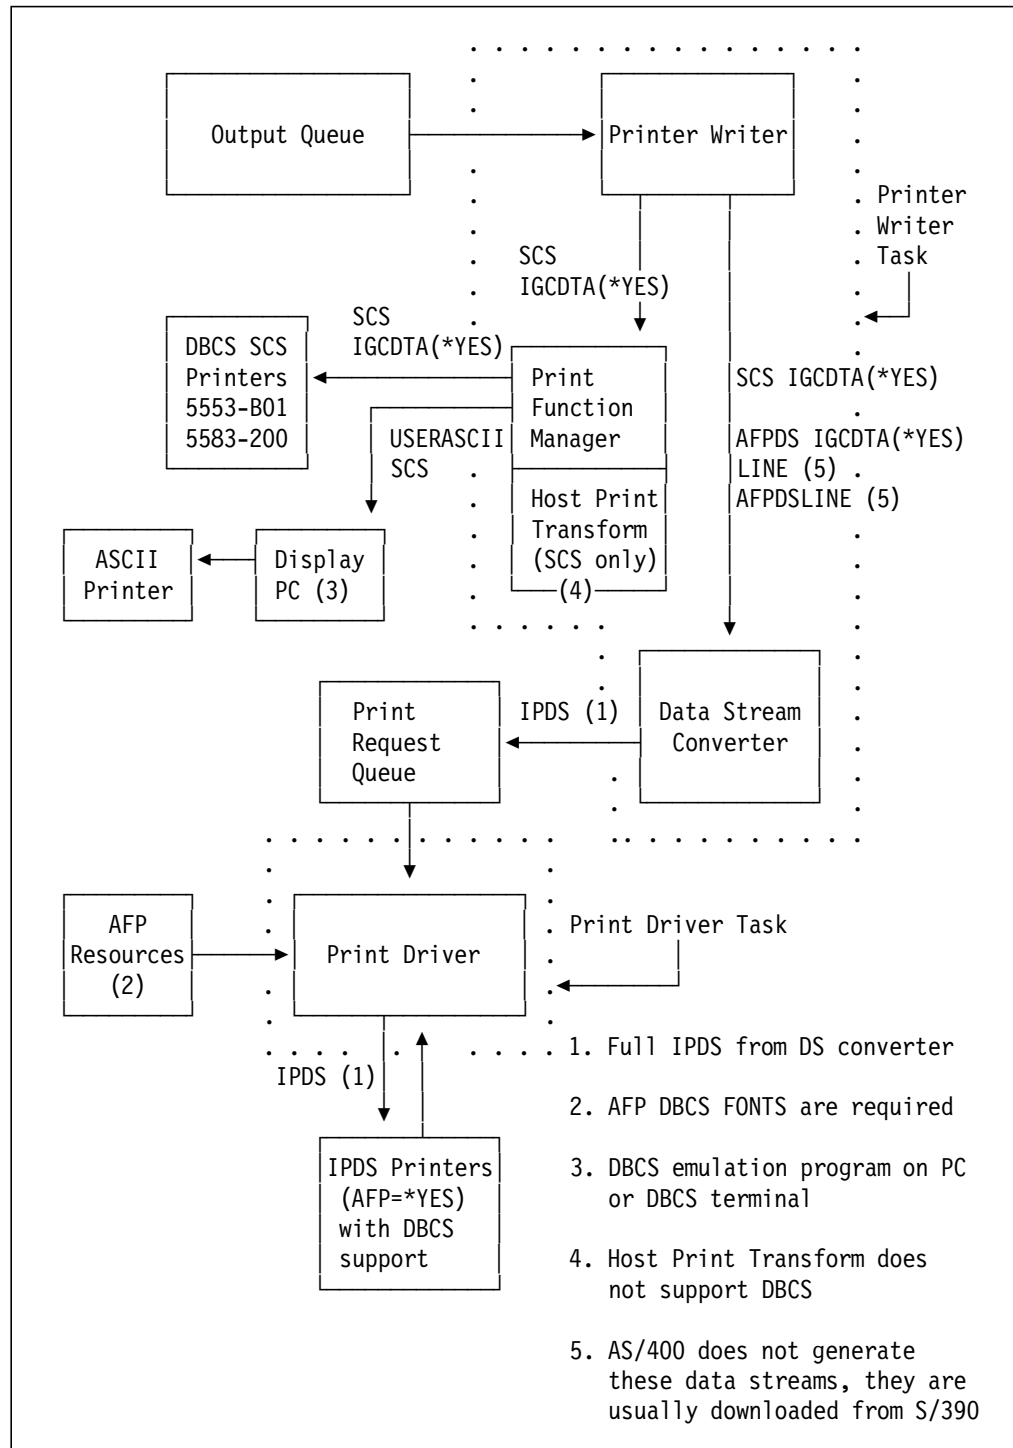 Output Queue
Printer Writer
Printer
Writer
Task
SCS
IGCDTA(*YES)
SCS
IGCDTA(*YES)
DBCS SCS
Printers
5553-B01
5583-200
Print
Function
Manager
SCS IGCDTA(*YES)
AFPDS IGCDTA(*YES)
LINE (5)
AFPDSLINE (5)
USERASCII
SCS
Host Print
Transform
(SCS only)
(4)
ASCII
Printer
Display
PC (3)
Print
Request
Queue
IPDS (1)
Data Stream
Converter
AFP
Resources
(2)
Print Driver
Print Driver Task
IPDS (1)
IPDS Printers
(AFP=*YES)
with DBCS
support
1. Full IPDS from DS converter
2. AFP DBCS FONTS are required
3. DBCS emulation program on PC
or DBCS terminal
4. Host Print Transform does
not support DBCS
5. AS/400 does not generate
these data streams, they are
usually downloaded from S/390